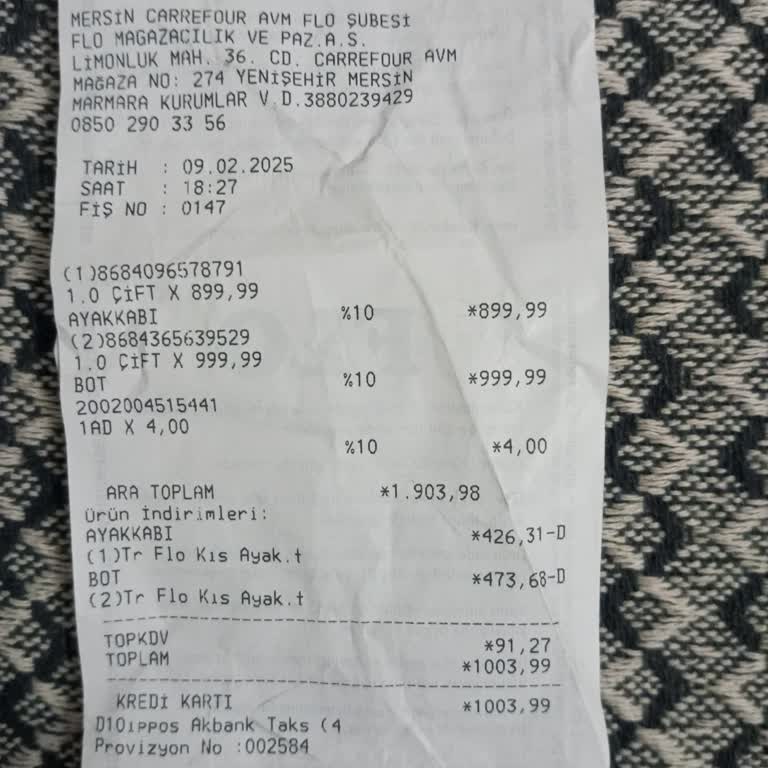 MERSİN CARREFOUR AVM FLO ŞUBESİ
FLO MAGAZACILIK VE PAZ.A.S.
LİMONLUK MAH. 36. CD. CARREFOUR AVM
MAĞAZA NO: 274 YENİŞEHİR MERSİN
MARMARA KURUMLAR V.D.3880239429
0850 290 33 56
TARİH : 09.02.2025
SAAT : 18:27
FİŞ NO : 0147
(1)8684096578791
1.0 ÇİFT X 899,99
AYAKKABI %10 *899,99
(2)8684365639529
1.0 ÇİFT X 999,99
BOT %10 *999,99
2002004515441
1AD X 4,00
%10 *4,00
ARA TOPLAM *1.903,98
Ürün İndirimleri:
AYAKKABI *426,31-D
(1)Tr Flo Kıs Ayak.t
BOT *473,68-D
(2)Tr Flo Kıs Ayak.t
TOPKDV *91,27
TOPLAM *1003,99
KREDİ KARTI *1003,99
D10ıppos Akbank Taks (4
Provizyon No :002584